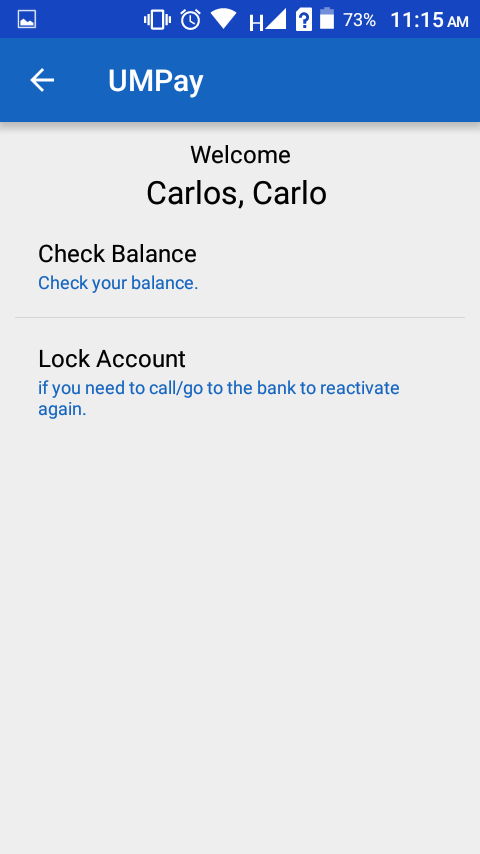 H 73% 11:15 AM
UMPay
Welcome
Carlos, Carlo
Check Balance
Check your balance.
Lock Account
if you need to call/go to the bank to reactivate
again.